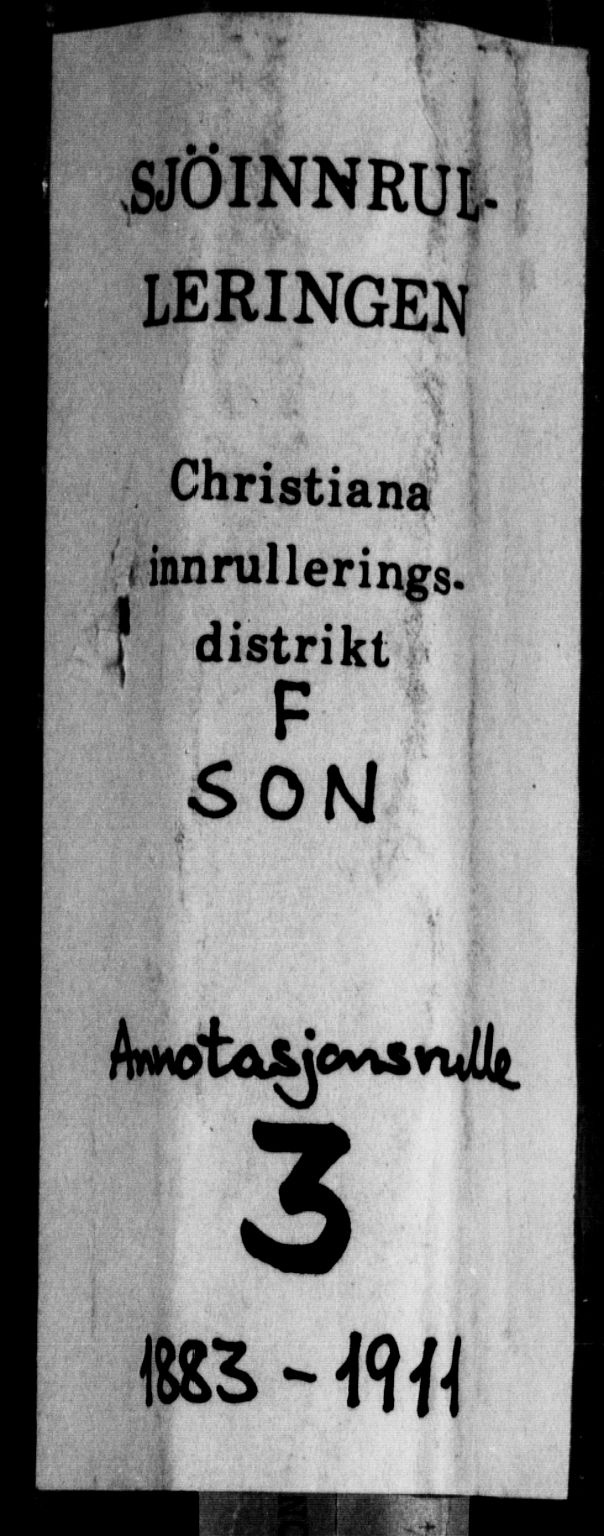 SJÖINNRUL-
LERINGEN
Christiana
innrullerings-
distrikt
F
SON
Annotasjonsrulle
3
1883 - 1911